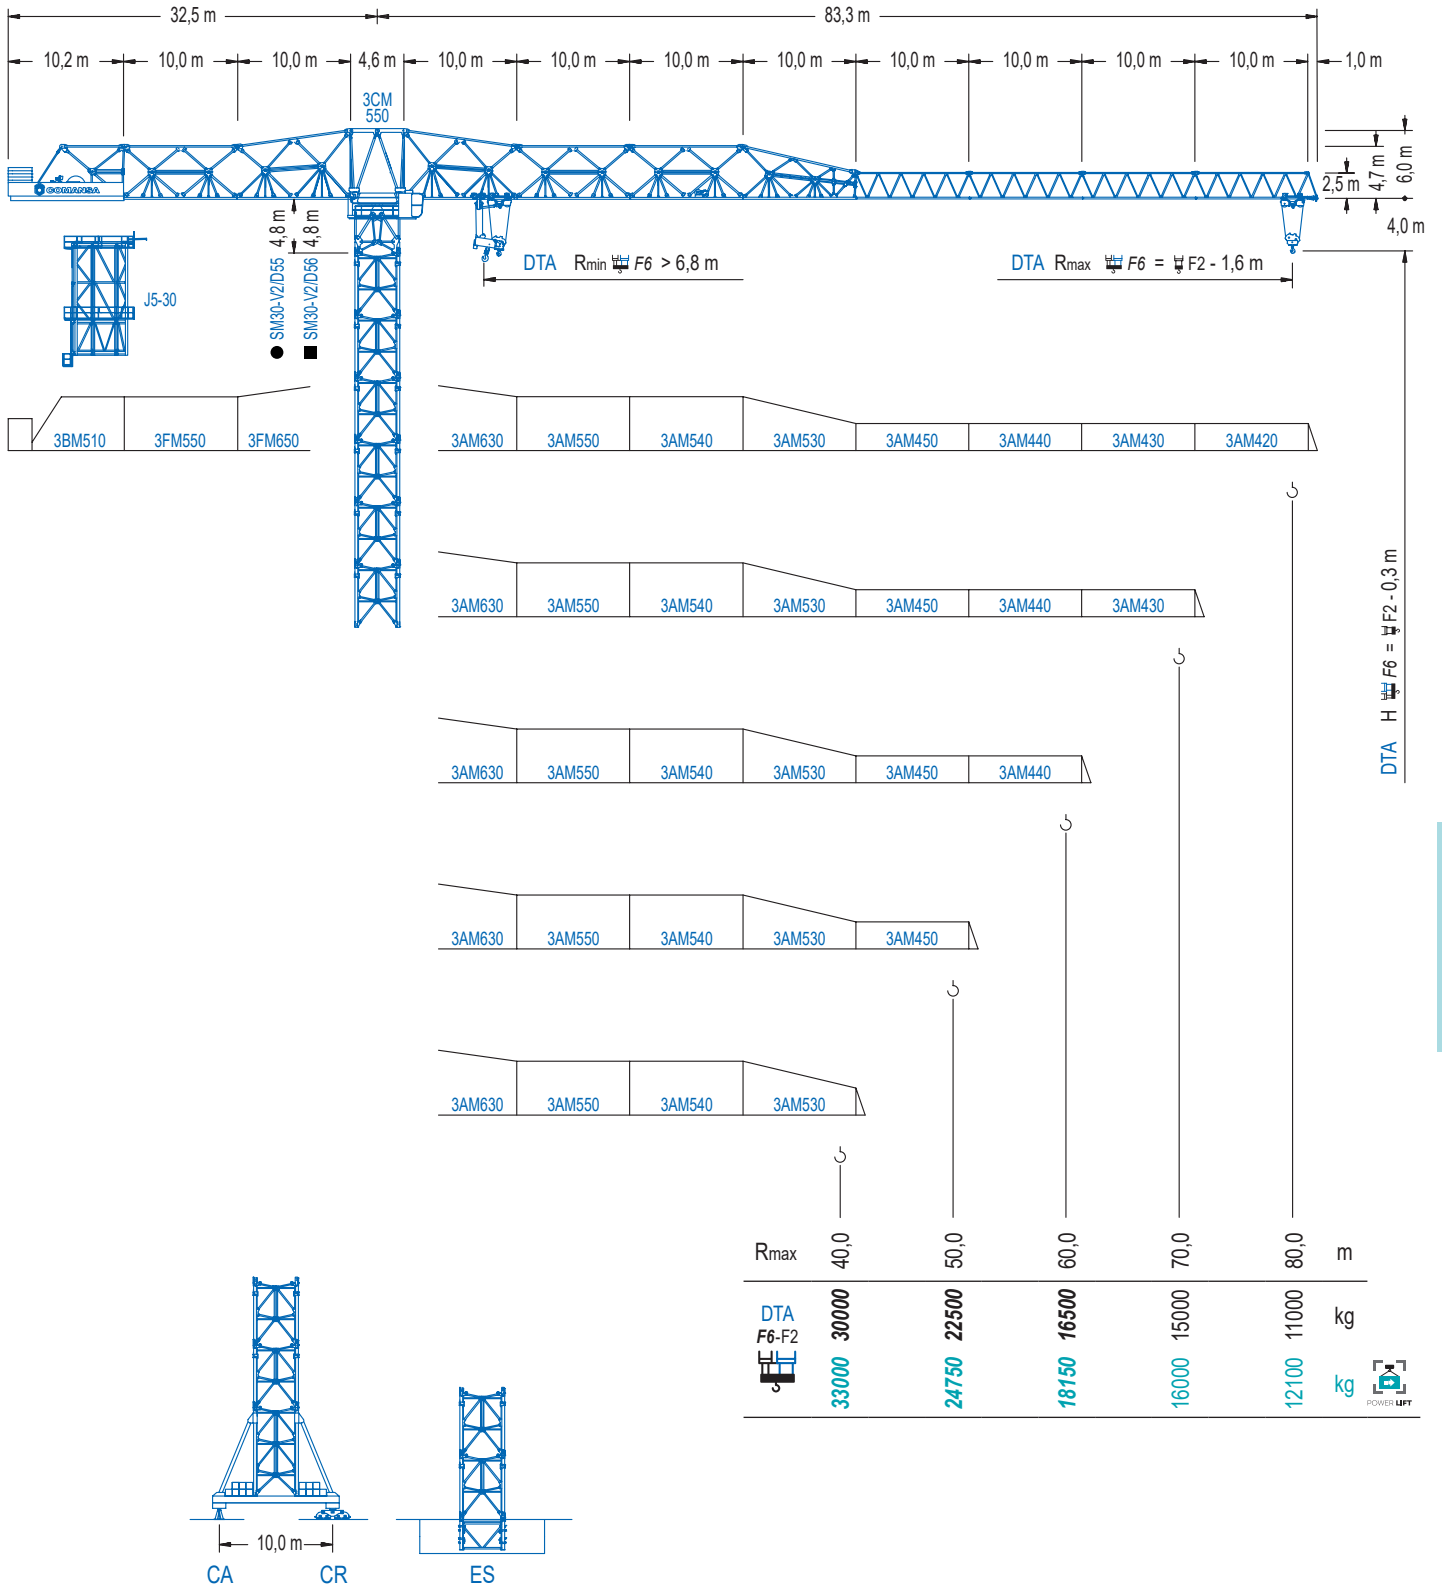 32,5 m 83,3 m
10,2 m 10,0 m 10,0 m 4,6 m 10,0 m 10,0 m 10,0 m 10,0 m 10,0 m 10,0 m 10,0 m 10,0 m 1,0 m
3CM
550
COMANSA
2,5 m 4,7 m 6,0 m
4,0 m
4,8 m 4,8 m
SM30-V2/D55
SM30-V2/D56
J5-30
DTA Rmin F6 > 6,8 m
DTA Rmax F6 = F2 - 1,6 m
3BM510 3FM550 3FM650 3AM630 3AM550 3AM540 3AM530 3AM450 3AM440 3AM430 3AM420
3AM630 3AM550 3AM540 3AM530 3AM450 3AM440 3AM430
DTA H F6 = F2 - 0,3 m
3AM630 3AM550 3AM540 3AM530 3AM450 3AM440
3AM630 3AM550 3AM540 3AM530 3AM450
3AM630 3AM550 3AM540 3AM530
Rmax 40,0 50,0 60,0 70,0 80,0 m
DTA
F6-F2
30000 22500 16500 15000 11000 kg
33000 24750 18150 16000 12100 kg
POWER LIFT
10,0 m
CA CR ES